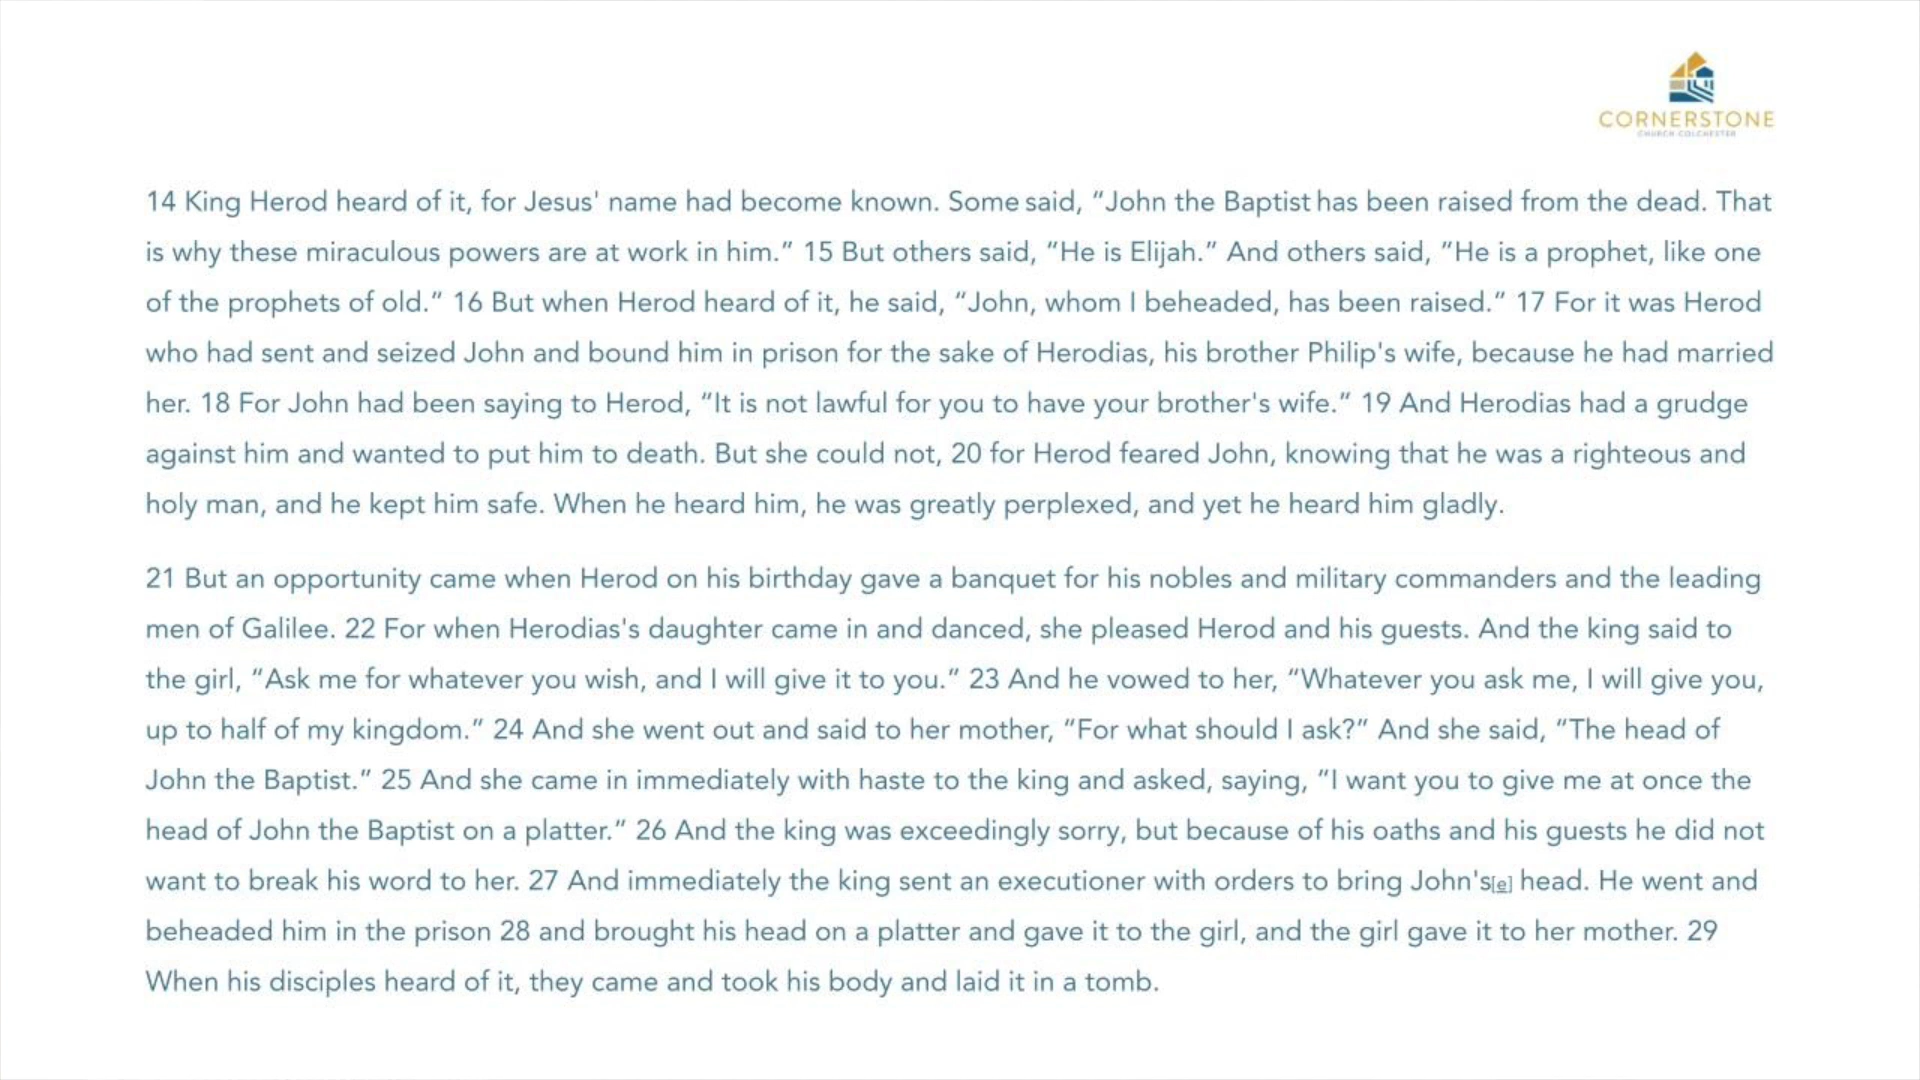 CORNERSTONE
CHURCH COLCHESTER
14 King Herod heard of it, for Jesus' name had become known. Some said, “John the Baptist has been raised from the dead. That
is why these miraculous powers are at work in him.” 15 But others said, “He is Elijah.” And others said, “He is a prophet, like one
of the prophets of old.” 16 But when Herod heard of it, he said, “John, whom I beheaded, has been raised.” 17 For it was Herod
who had sent and seized John and bound him in prison for the sake of Herodias, his brother Philip's wife, because he had married
her. 18 For John had been saying to Herod, “It is not lawful for you to have your brother's wife.” 19 And Herodias had a grudge
against him and wanted to put him to death. But she could not, 20 for Herod feared John, knowing that he was a righteous and
holy man, and he kept him safe. When he heard him, he was greatly perplexed, and yet he heard him gladly.
21 But an opportunity came when Herod on his birthday gave a banquet for his nobles and military commanders and the leading
men of Galilee. 22 For when Herodias's daughter came in and danced, she pleased Herod and his guests. And the king said to
the girl, “Ask me for whatever you wish, and I will give it to you.” 23 And he vowed to her, “Whatever you ask me, I will give you,
up to half of my kingdom.” 24 And she went out and said to her mother, “For what should I ask?” And she said, “The head of
John the Baptist.” 25 And she came in immediately with haste to the king and asked, saying, “I want you to give me at once the
head of John the Baptist on a platter.” 26 And the king was exceedingly sorry, but because of his oaths and his guests he did not
want to break his word to her. 27 And immediately the king sent an executioner with orders to bring John's[e] head. He went and
beheaded him in the prison 28 and brought his head on a platter and gave it to the girl, and the girl gave it to her mother. 29
When his disciples heard of it, they came and took his body and laid it in a tomb.